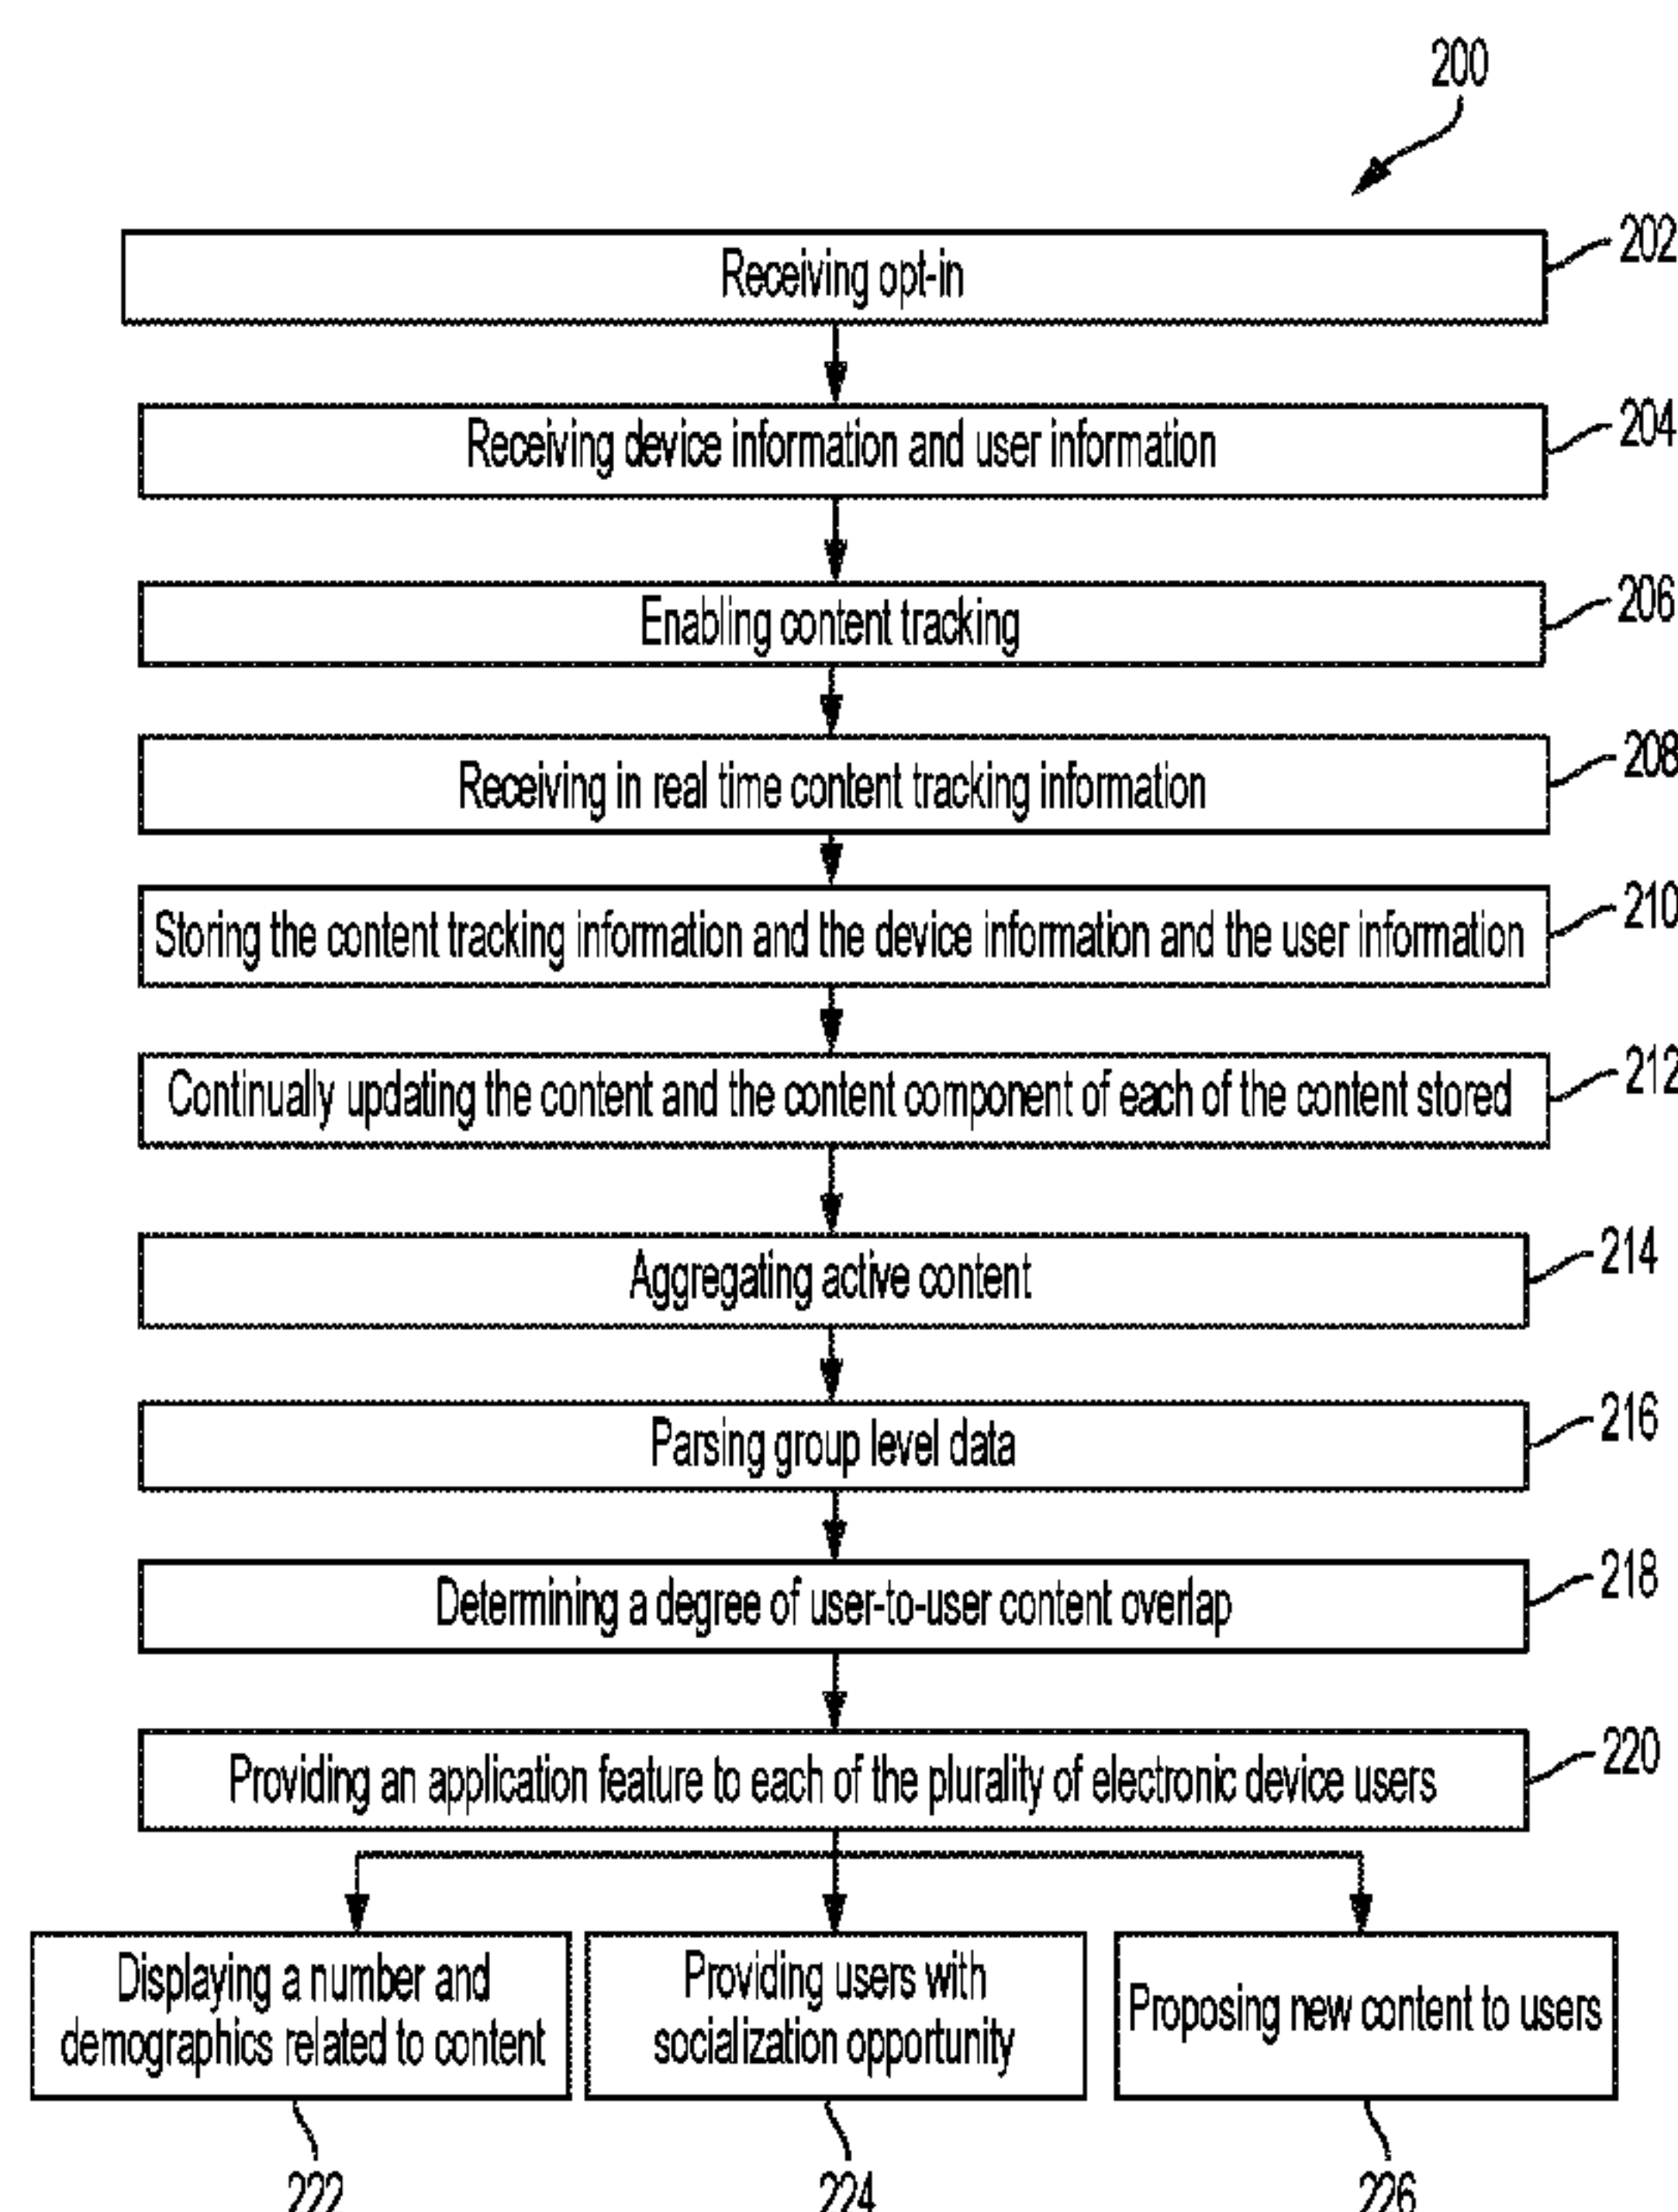 200
Receiving opt-in
202
Receiving device information and user information
204
Enabling content tracking
206
Receiving in real time content tracking information
208
Storing the content tracking information and the device information and the user information
210
Continually updating the content and the content component of each of the content stored
212
Aggregating active content
214
Parsing group level data
216
Determining a degree of user-to-user content overlap
218
Providing an application feature to each of the plurality of electronic device users
220
Displaying a number and
demographics related to content
Providing users with
socialization opportunity
Proposing new content to users
222
224
226